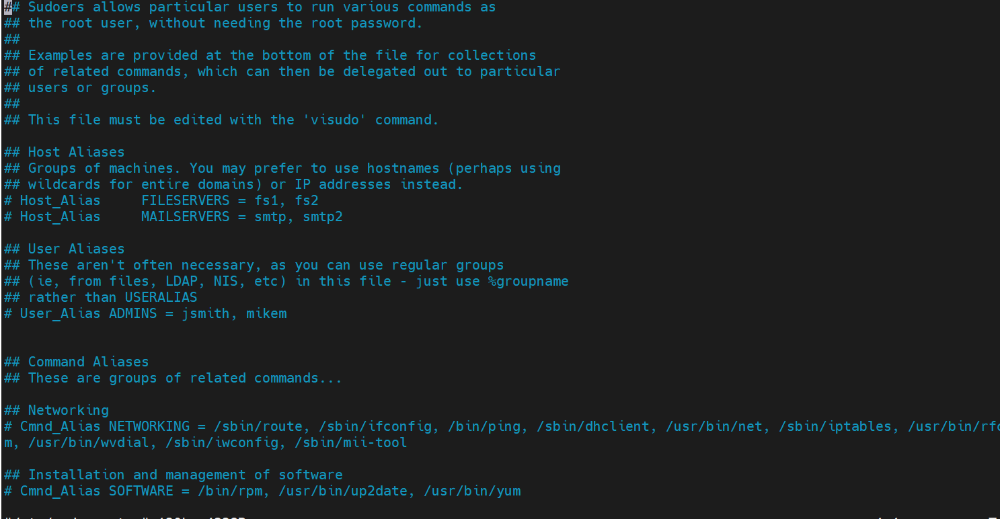 ## Sudoers allows particular users to run various commands as
## the root user, without needing the root password.
##
## Examples are provided at the bottom of the file for collections
## of related commands, which can then be delegated out to particular
## users or groups.
##
## This file must be edited with the 'visudo' command.
## Host Aliases
## Groups of machines. You may prefer to use hostnames (perhaps using
## wildcards for entire domains) or IP addresses instead.
# Host_Alias     FILESERVERS = fs1, fs2
# Host_Alias     MAILSERVERS = smtp, smtp2
## User Aliases
## These aren't often necessary, as you can use regular groups
## (ie, from files, LDAP, NIS, etc) in this file - just use %groupname
## rather than USERALIAS
# User_Alias ADMINS = jsmith, mikem
## Command Aliases
## These are groups of related commands...
## Networking
# Cmnd_Alias NETWORKING = /sbin/route, /sbin/ifconfig, /bin/ping, /sbin/dhclient, /usr/bin/net, /sbin/iptables,
m, /usr/bin/wvdial, /sbin/iwconfig, /sbin/mii-tool
## Installation and management of software
# Cmnd_Alias SOFTWARE = /bin/rpm, /usr/bin/up2date, /usr/bin/yum